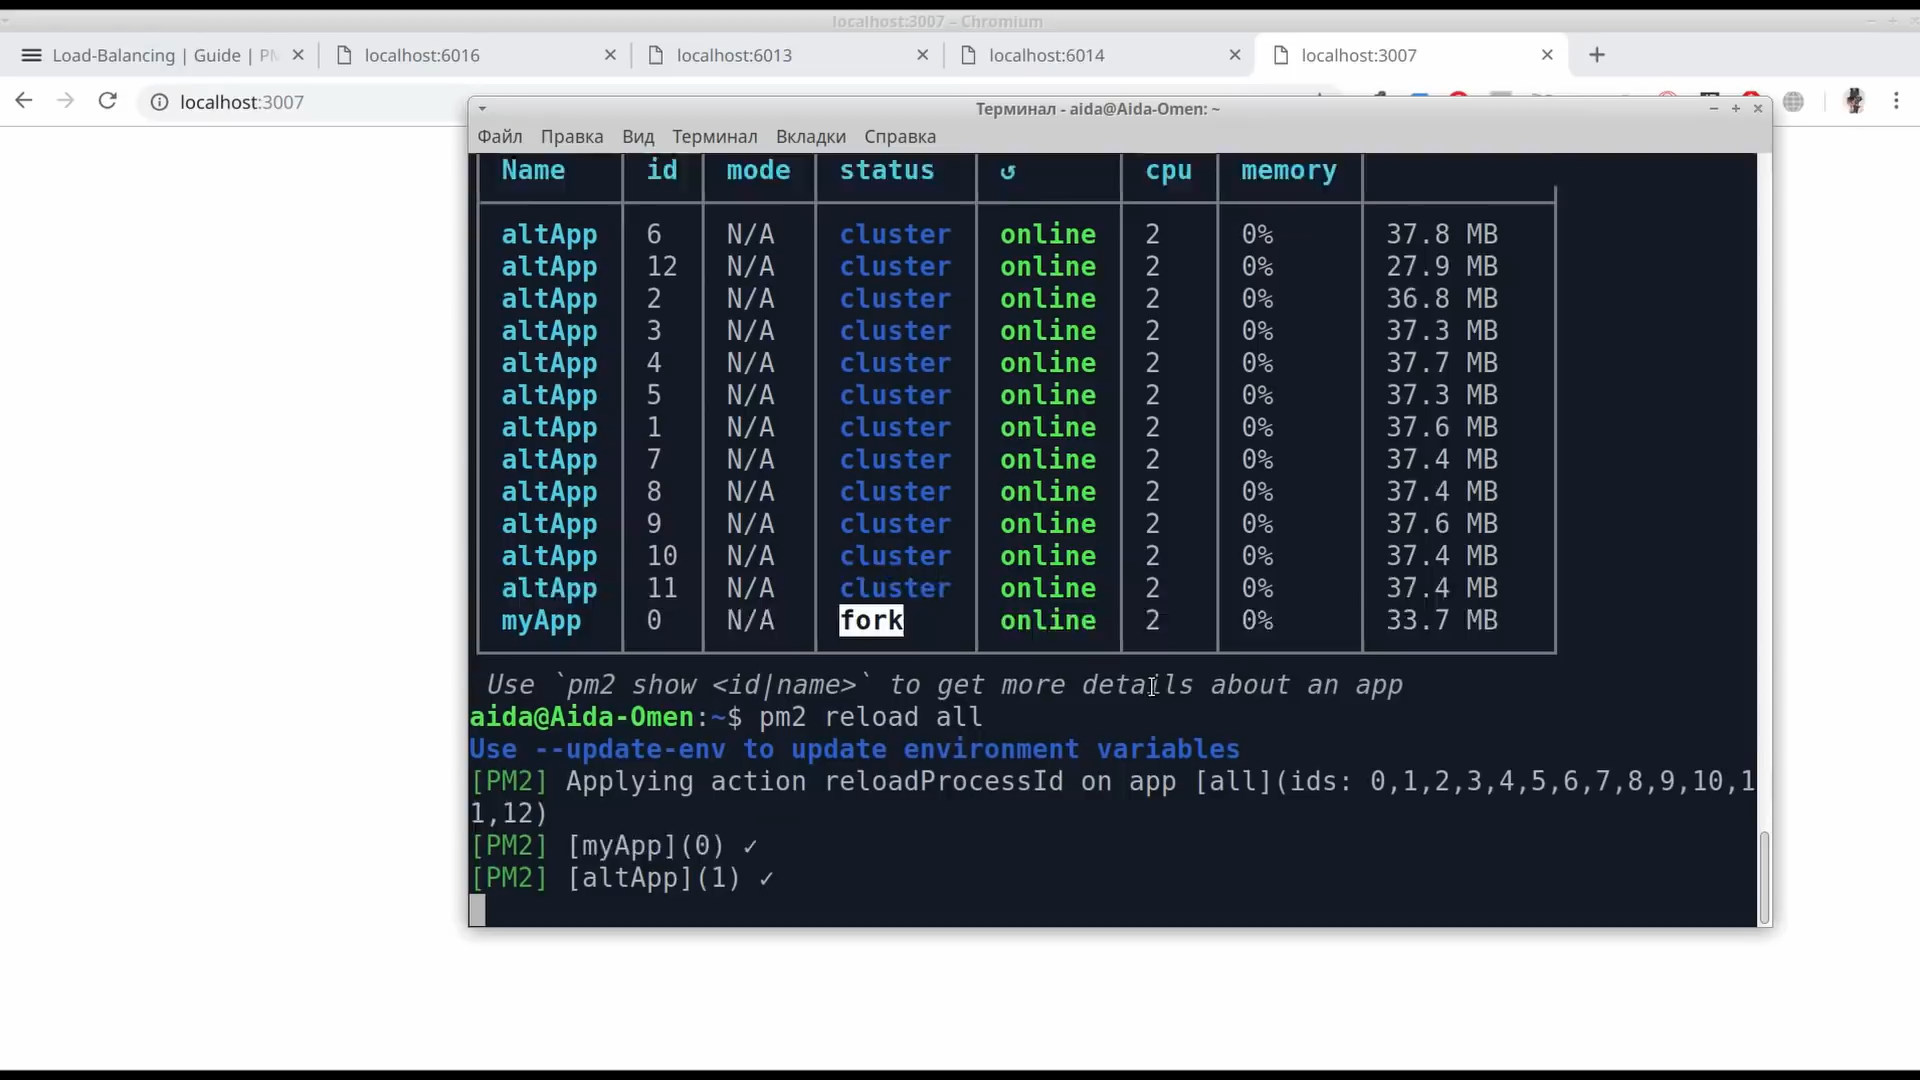 localhost:3007 – Chromium
Load-Balancing | Guide | PM
localhost:6016
localhost:6013
localhost:6014
localhost:3007
localhost:3007
Терминал - aida@Aida-Omen: ~
Файл Правка Вид Терминал Вкладки Справка
Name id mode status ↺ cpu memory
altApp 6 N/A cluster online 2 0% 37.8 MB
altApp 12 N/A cluster online 2 0% 27.9 MB
altApp 2 N/A cluster online 2 0% 36.8 MB
altApp 3 N/A cluster online 2 0% 37.3 MB
altApp 4 N/A cluster online 2 0% 37.7 MB
altApp 5 N/A cluster online 2 0% 37.3 MB
altApp 1 N/A cluster online 2 0% 37.6 MB
altApp 7 N/A cluster online 2 0% 37.4 MB
altApp 8 N/A cluster online 2 0% 37.4 MB
altApp 9 N/A cluster online 2 0% 37.6 MB
altApp 10 N/A cluster online 2 0% 37.4 MB
altApp 11 N/A cluster online 2 0% 37.4 MB
myApp 0 N/A fork online 2 0% 33.7 MB
Use `pm2 show <id|name>` to get more details about an app
aida@Aida-Omen:~$ pm2 reload all
Use --update-env to update environment variables
[PM2] Applying action reloadProcessId on app [all](ids: 0,1,2,3,4,5,6,7,8,9,10,1
1,12)
[PM2] [myApp](0) ✓
[PM2] [altApp](1) ✓